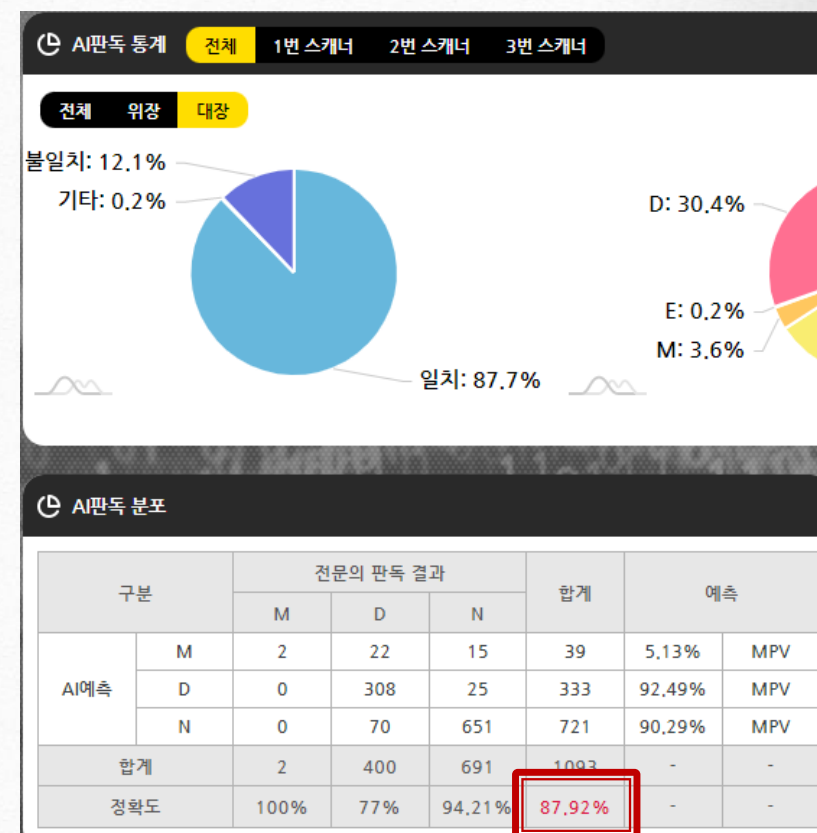 AI판독 통계 전체 1번 스캐너 2번 스캐너 3번 스캐너
전체 위장 대장
불일치: 12.1%
기타: 0.2%
일치: 87.7%
D: 30.4%
E: 0.2%
M: 3.6%
AI판독 분포
구분 전문의 판독 결과 합계 예측
M D N
AI예측 M 2 22 15 39 5.13% MPV
D 0 308 25 333 92.49% MPV
N 0 70 651 721 90.29% MPV
합계 2 400 691 1093 - -
정확도 100% 77% 94.21% 87.92% - -